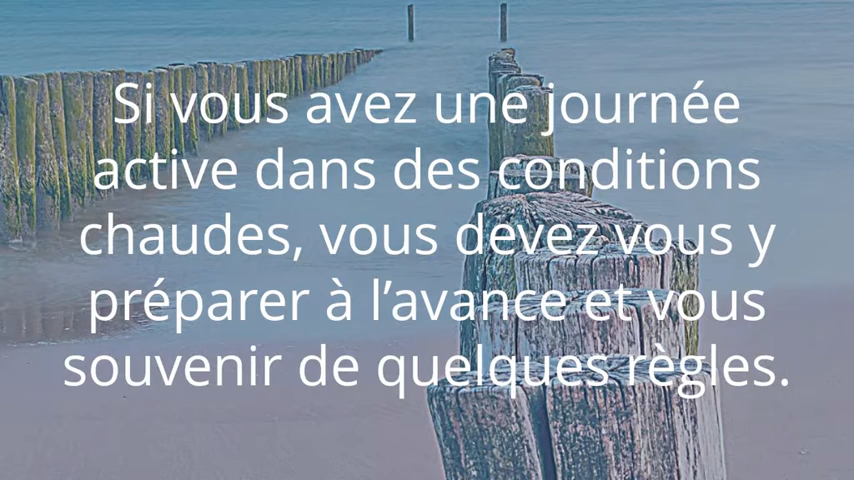 Si vous avez une journée
active dans des conditions
chaudes, vous devez vous y
préparer à l’avance et vous
souvenir de quelques règles.